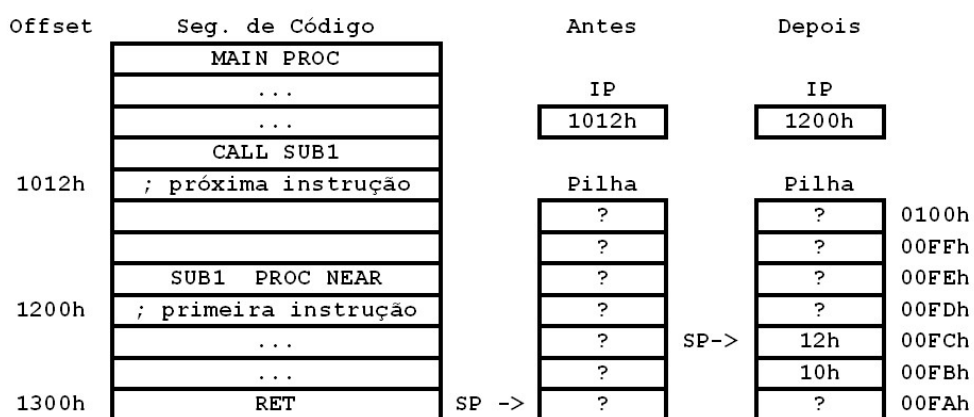 Offset Seg. de Código Antes Depois
MAIN PROC
... IP IP
... 1012h 1200h
CALL SUB1
1012h ; próxima instrução Pilha Pilha
? ? 0100h
? ? 00FFh
SUB1 PROC NEAR ? ? 00FEh
1200h ; primeira instrução ? ? 00FDh
... ? SP-> 12h 00FCh
... ? 10h 00FBh
1300h RET SP -> ? ? 00FAh